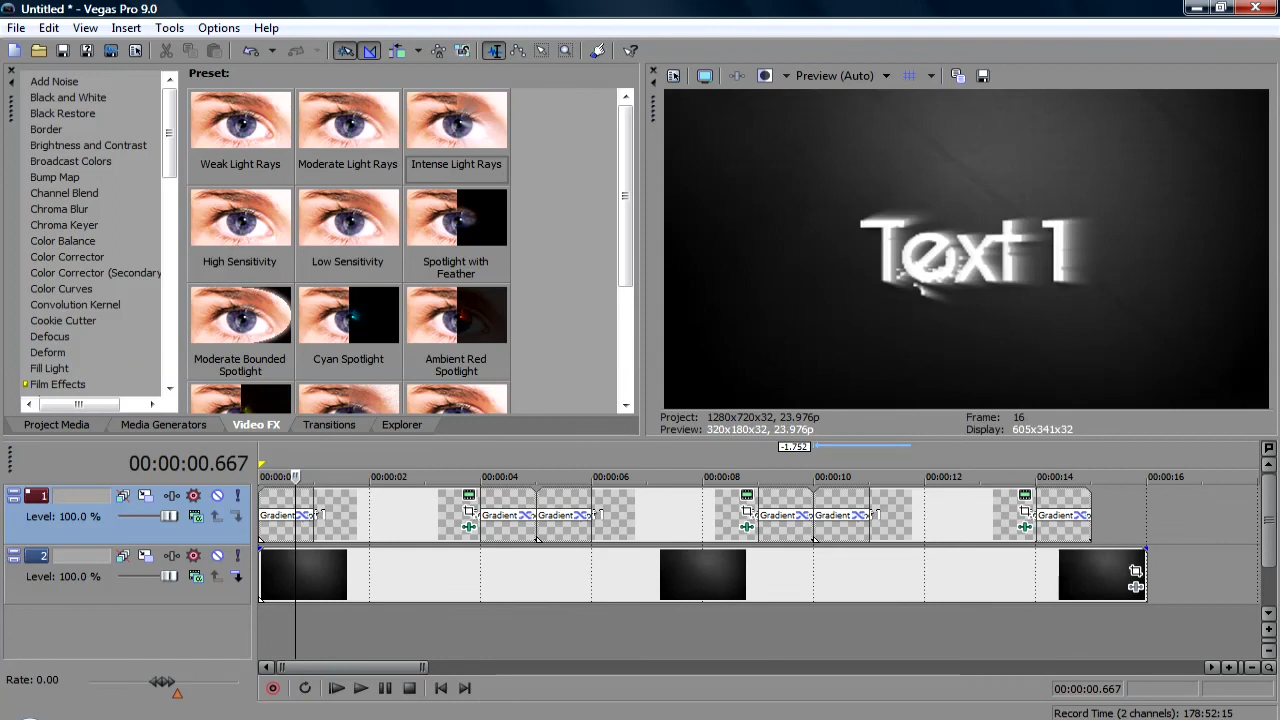 Untitled * - Vegas Pro 9.0
File Edit View Insert Tools Options Help
Preset:
Preview (Auto)
Add Noise
Black and White
Black Restore
Border
Brightness and Contrast
Broadcast Colors
Bump Map
Channel Blend
Chroma Blur
Chroma Keyer
Color Balance
Color Corrector
Color Corrector (Secondary
Color Curves
Convolution Kernel
Cookie Cutter
Defocus
Deform
Fill Light
Film Effects
Weak Light Rays
Moderate Light Rays
Intense Light Rays
High Sensitivity
Low Sensitivity
Spotlight with
Feather
Moderate Bounded
Spotlight
Cyan Spotlight
Ambient Red
Spotlight
Text 1
Project: 1280x720x32, 23.976p
Frame: 16
Preview: 320x180x32, 23.976p
Display: 605x341x32
Project Media
Media Generators
Video FX
Transitions
Explorer
-1.752
00:00:00.667
00:00:02
00:00:04
00:00:06
00:00:08
00:00:10
00:00:12
00:00:14
00:00:16
1
Level: 100.0 %
Gradient
Gradient
Gradient
Gradient
Gradient
Gradient
2
Level: 100.0 %
Rate: 0.00
00:00:00.667
Record Time (2 channels): 178:52:15